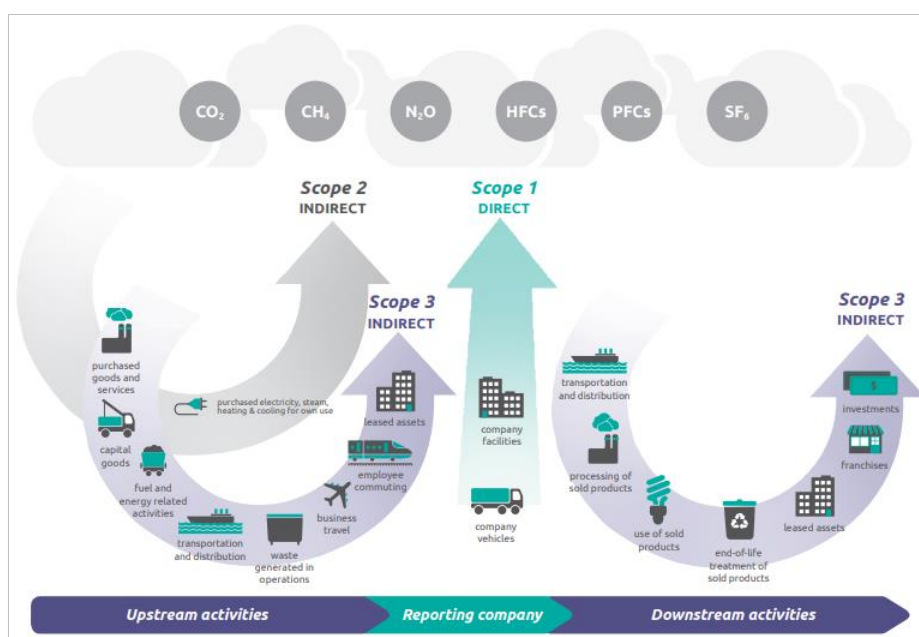 CO₂ CH₄ N₂O HFCs PFCs SF₆
Scope 2
INDIRECT
Scope 1
DIRECT
Scope 3
INDIRECT
Scope 3
INDIRECT
purchased
goods and
services
capital
goods
fuel and
energy related
activities
transportation
and distribution
waste
generated in
operations
business
travel
employee
commuting
leased assets
purchased electricity, steam,
heating & cooling for own use
company
facilities
company
vehicles
transportation
and distribution
processing of
sold products
use of sold
products
end-of-life
treatment of
sold products
leased assets
franchises
$
investments
Upstream activities
Reporting company
Downstream activities